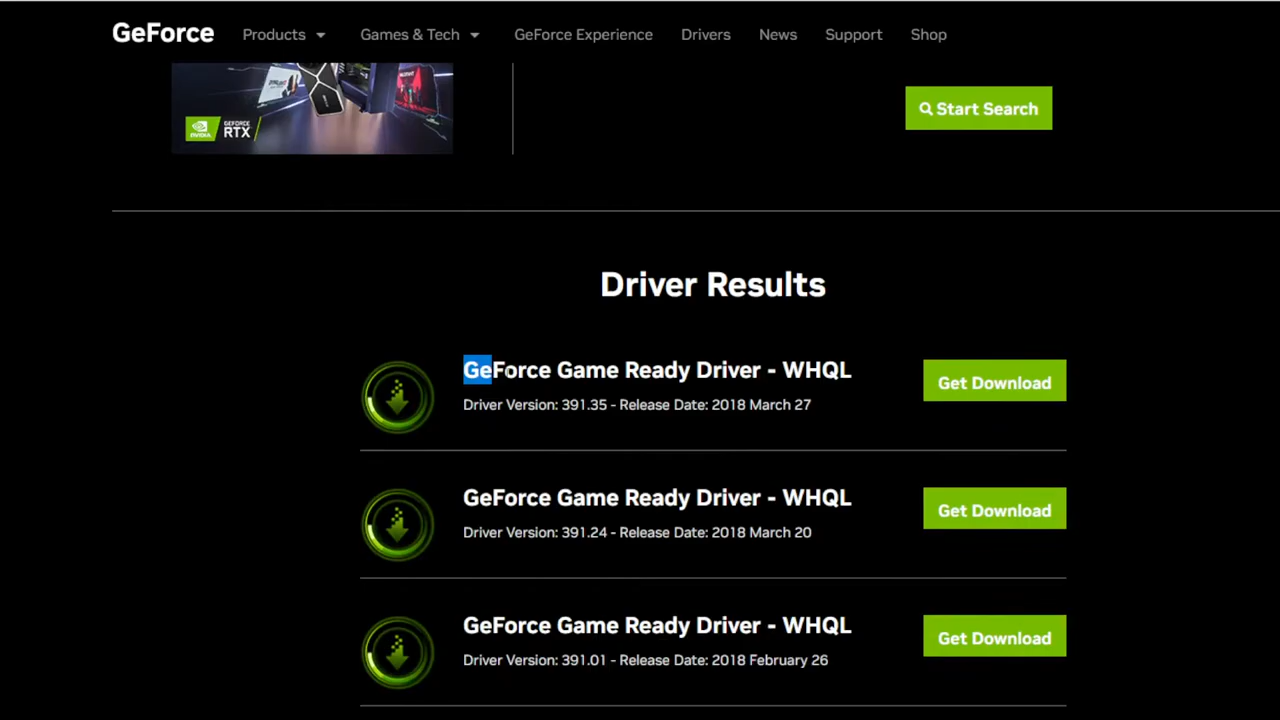 GeForce Products Games & Tech GeForce Experience Drivers News Support Shop
NVIDIA GEFORCE RTX
Start Search
Driver Results
GeForce Game Ready Driver - WHQL
Driver Version: 391.35 - Release Date: 2018 March 27
Get Download
GeForce Game Ready Driver - WHQL
Driver Version: 391.24 - Release Date: 2018 March 20
Get Download
GeForce Game Ready Driver - WHQL
Driver Version: 391.01 - Release Date: 2018 February 26
Get Download